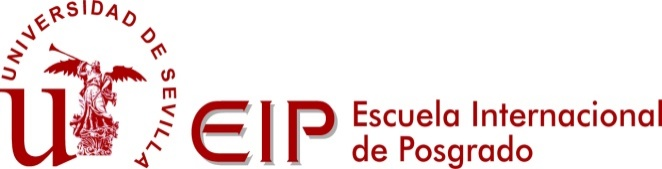 UNIVERSIDAD DE SEVILLA
u
EIP
Escuela Internacional
de Posgrado